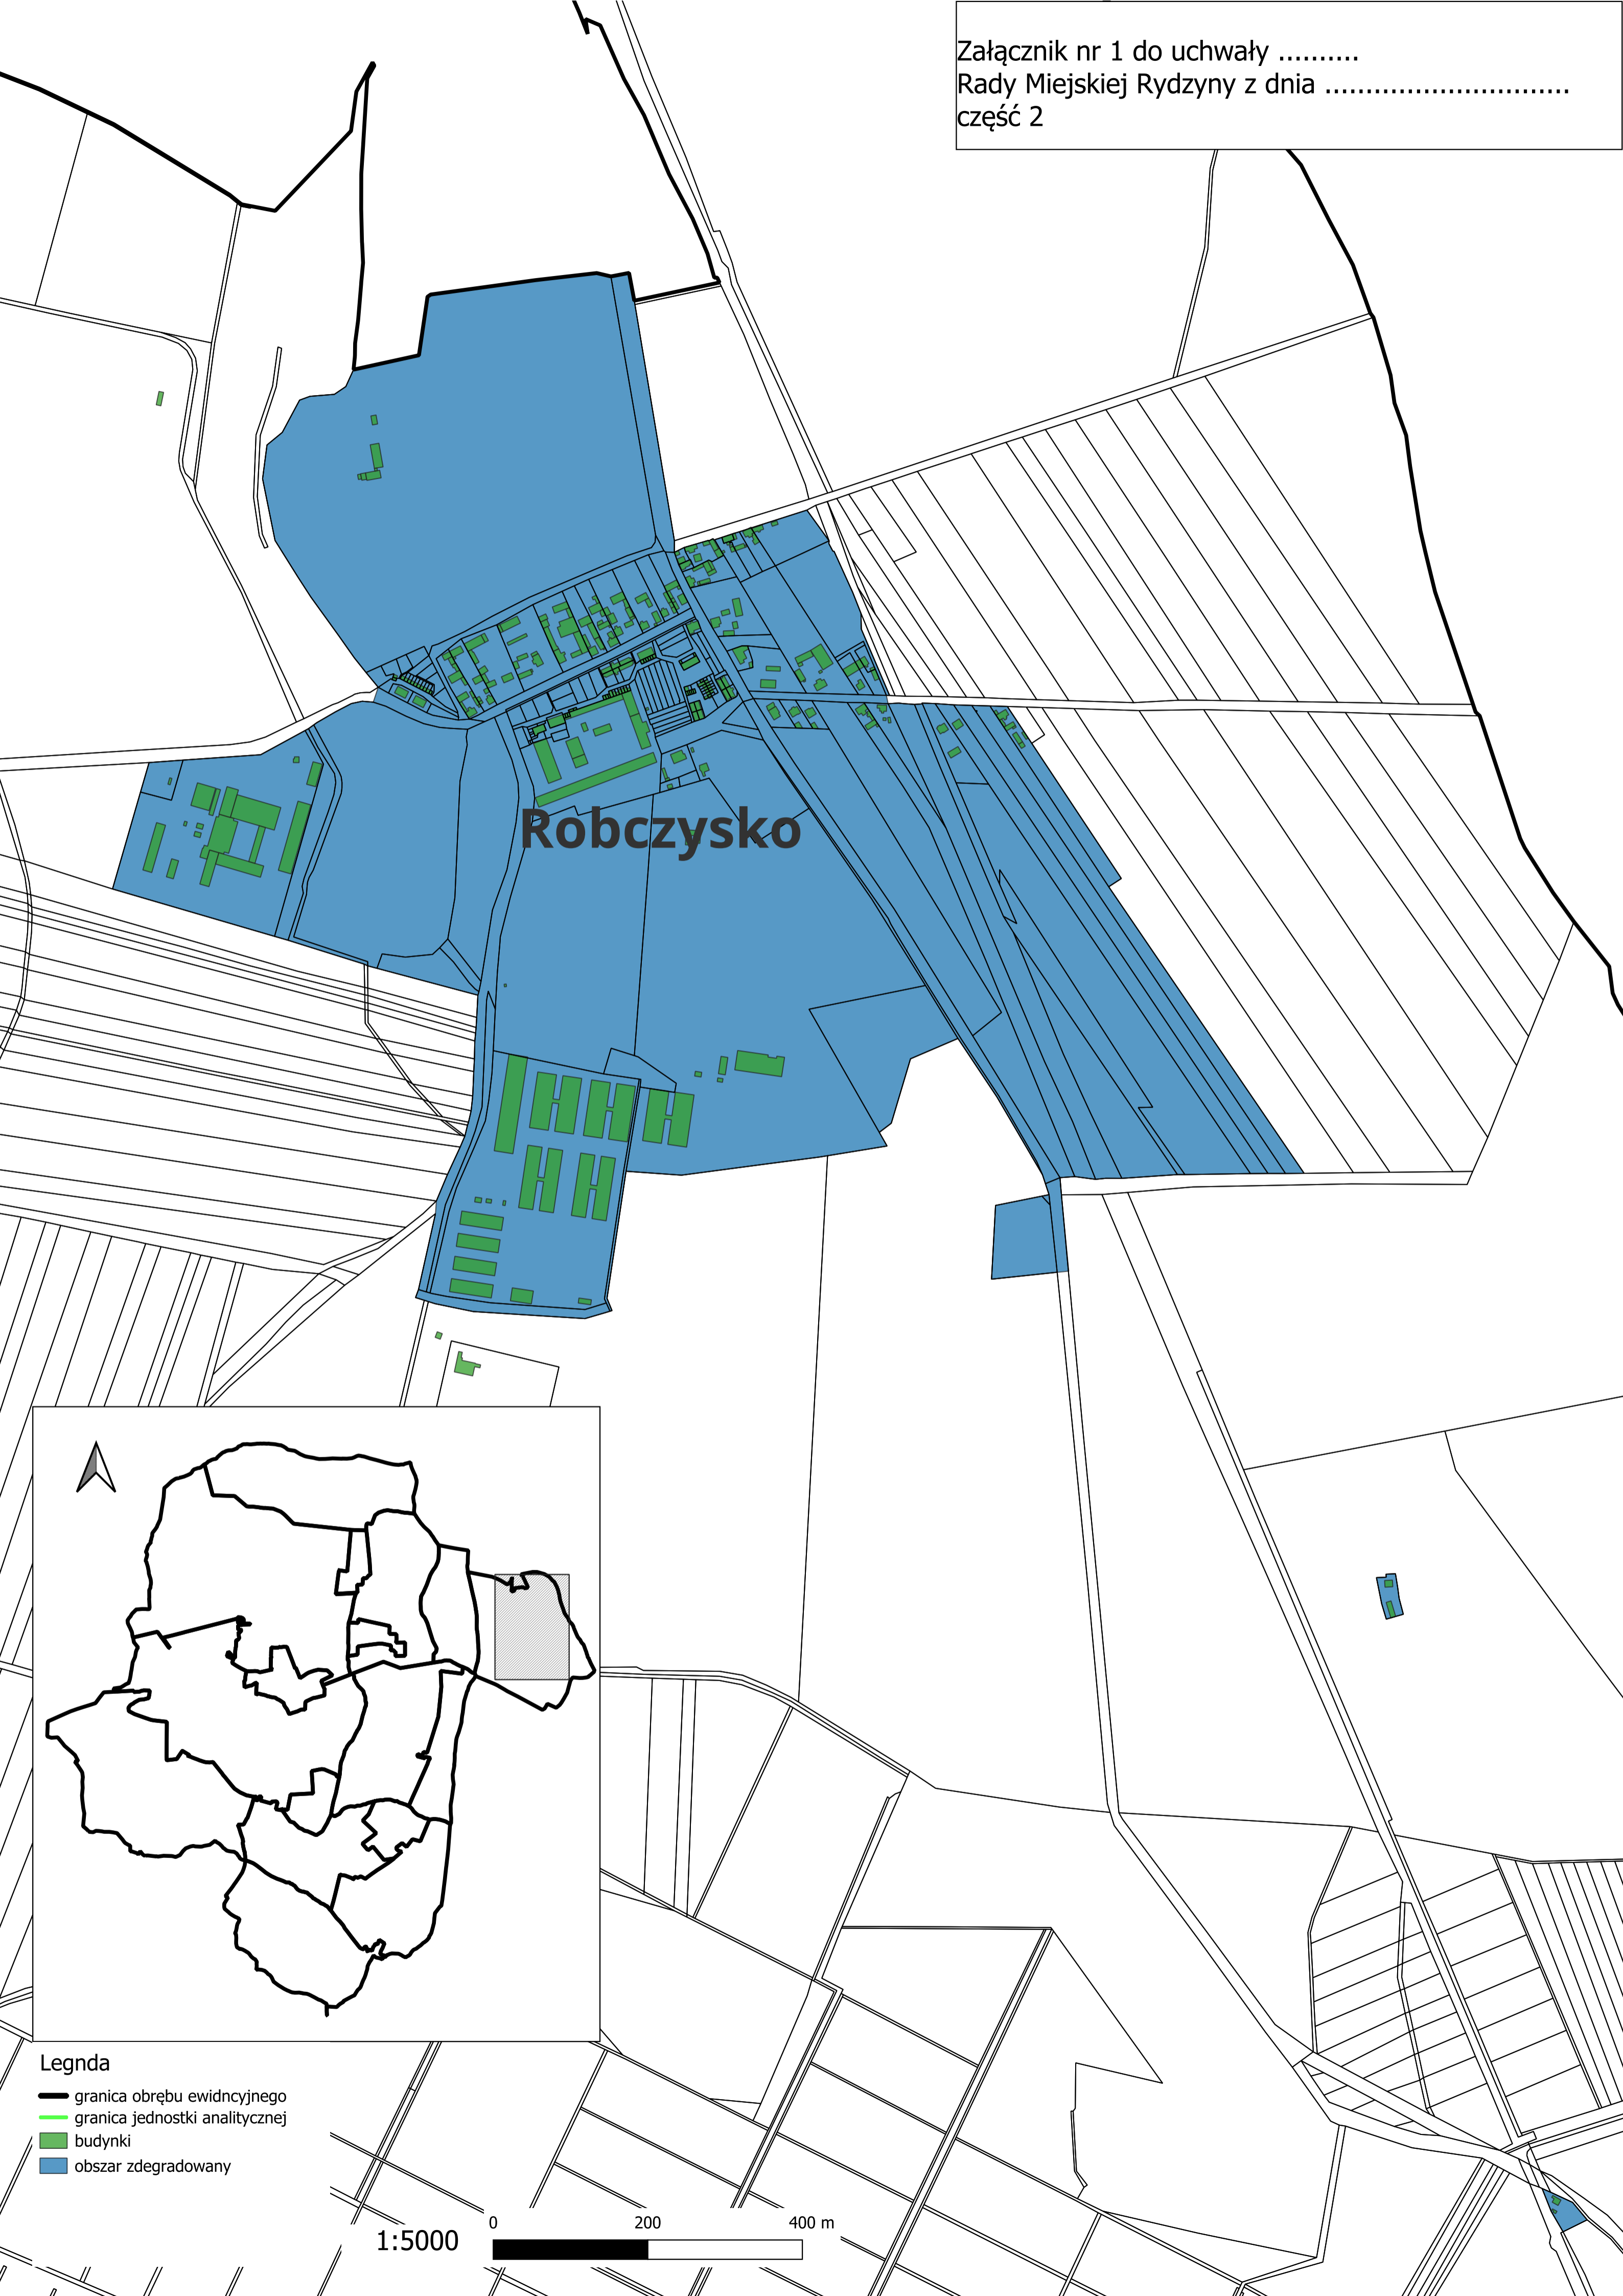 Załącznik nr 1 do uchwały ..........
Rady Miejskiej Rydzyny z dnia ..............................
część 2
Robczysko
Legnda
granica obrębu ewidncyjnego
granica jednostki analitycznej
budynki
obszar zdegradowany
1:5000
0 200 400 m